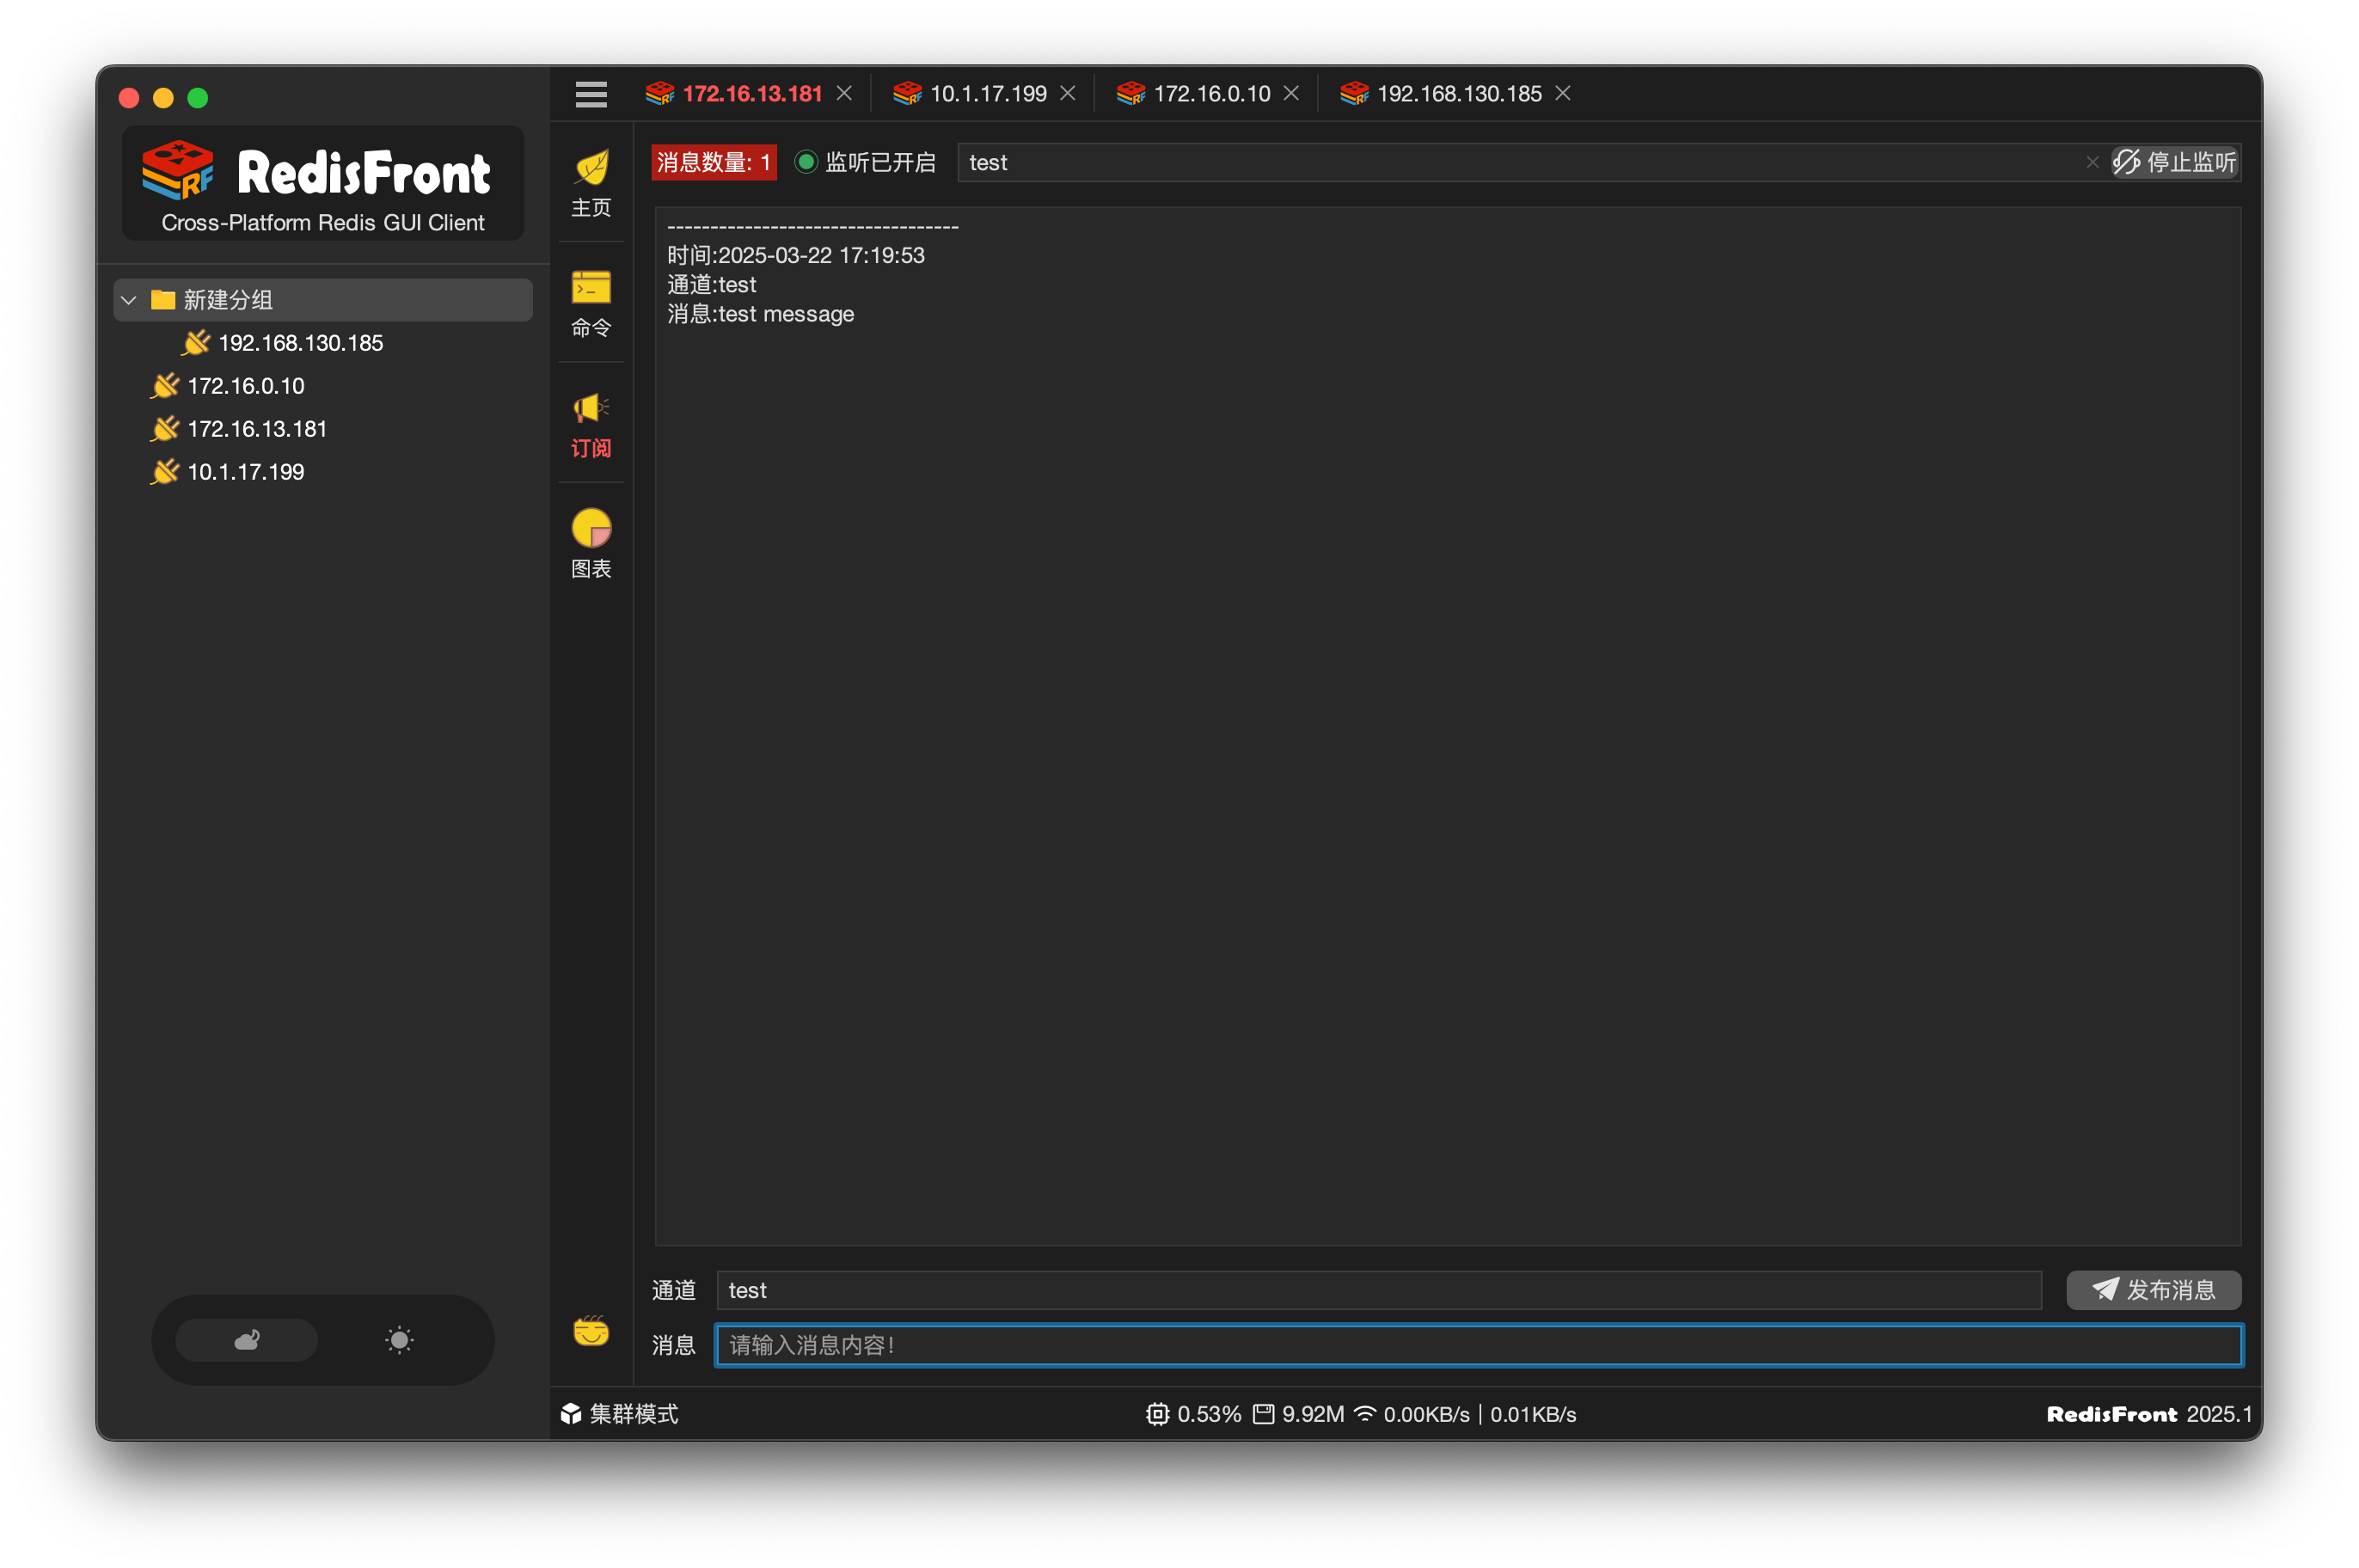 RF
RedisFront
Cross-Platform Redis GUI Client
新建分组
192.168.130.185
172.16.0.10
172.16.13.181
10.1.17.199
172.16.13.181
10.1.17.199
172.16.0.10
192.168.130.185
主页
命令
订阅
图表
消息数量: 1
监听已开启
test
停止监听
----------------------------------
时间:2025-03-22 17:19:53
通道:test
消息:test message
通道
test
发布消息
消息
请输入消息内容!
集群模式
0.53%
9.92M
0.00KB/s | 0.01KB/s
RedisFront 2025.1